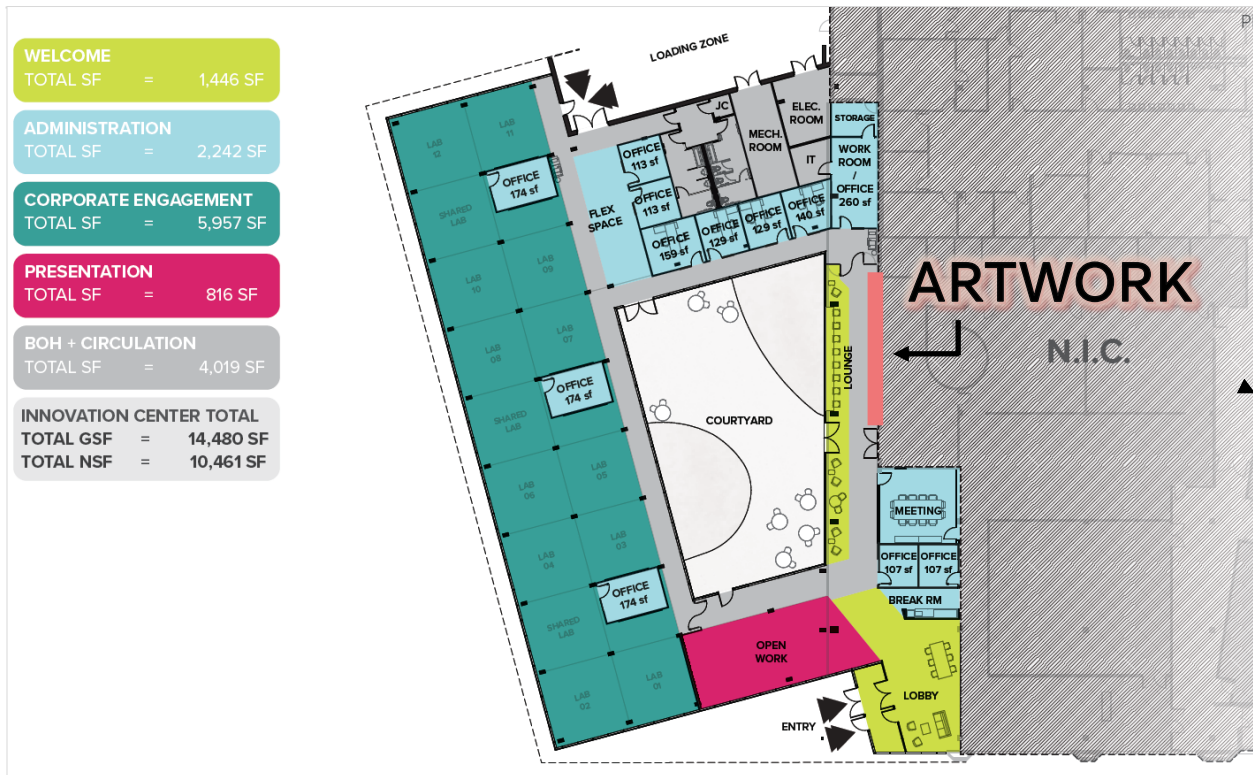 WELCOME
TOTAL SF = 1,446 SF
ADMINISTRATION
TOTAL SF = 2,242 SF
CORPORATE ENGAGEMENT
TOTAL SF = 5,957 SF
PRESENTATION
TOTAL SF = 816 SF
BOH + CIRCULATION
TOTAL SF = 4,019 SF
INNOVATION CENTER TOTAL
TOTAL GSF = 14,480 SF
TOTAL NSF = 10,461 SF
LOADING ZONE
P
JC
ELEC.
ROOM
MECH.
ROOM
IT
STORAGE
WORK
ROOM
/
OFFICE
260 sf
LAB
12
LAB
11
OFFICE
174 sf
OFFICE
113 sf
OFFICE
113 sf
FLEX
SPACE
OFFICE
159 sf
OFFICE
129 sf
OFFICE
129 sf
OFFICE
140 sf
SHARED
LAB
LAB
10
LAB
09
LAB
08
LAB
07
ARTWORK
N.I.C.
LOUNGE
COURTYARD
OFFICE
174 sf
SHARED
LAB
LAB
06
LAB
05
LAB
04
LAB
03
MEETING
OFFICE
107 sf
OFFICE
107 sf
BREAK RM
OFFICE
174 sf
SHARED
LAB
LAB
02
LAB
01
OPEN
WORK
LOBBY
ENTRY